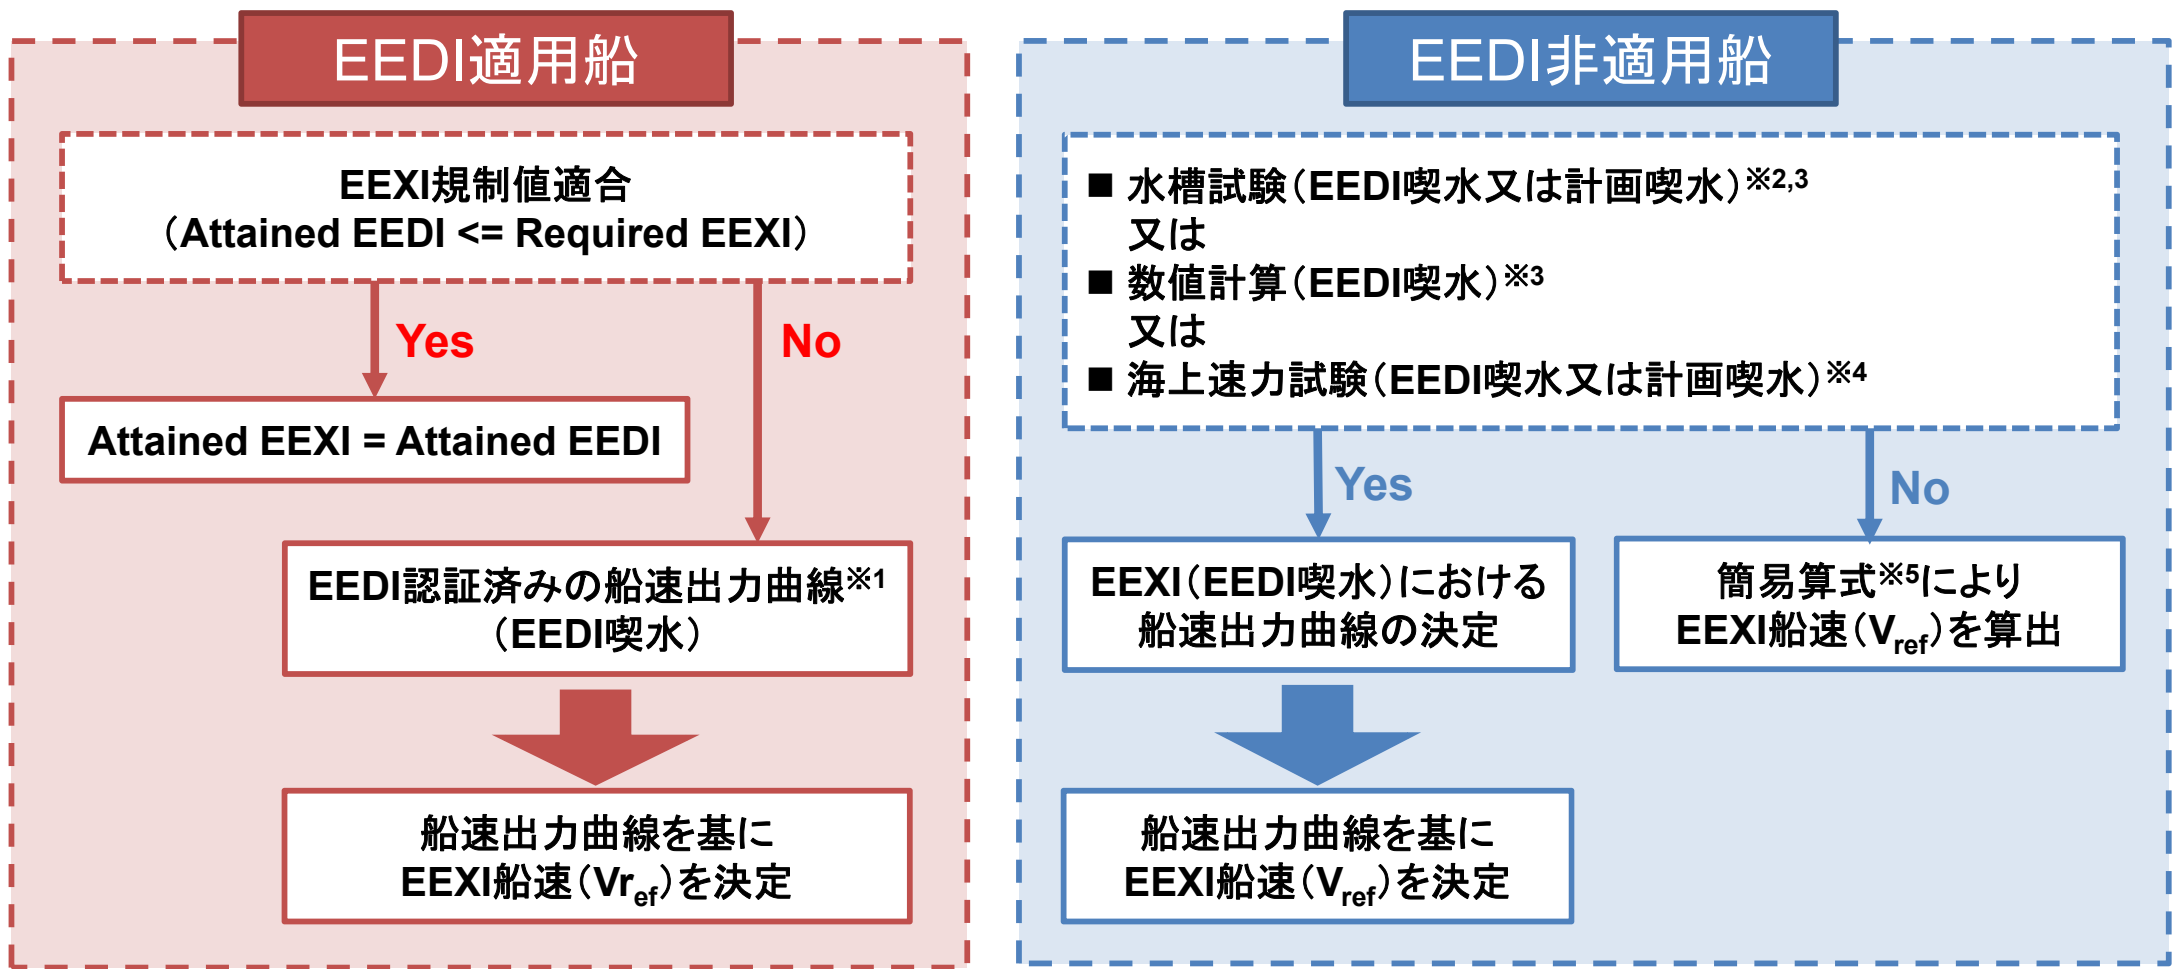 EEDI適用船
EEXI規制値適合
（Attained EEDI <= Required EEXI）
Yes
No
Attained EEXI = Attained EEDI
EEDI認証済みの船速出力曲線※1
（EEDI喫水）
船速出力曲線を基に
EEXI船速（Vref）を決定
EEDI非適用船
■ 水槽試験（EEDI喫水又は計画喫水）※2,3
又は
■ 数値計算（EEDI喫水）※3
又は
■ 海上速力試験（EEDI喫水又は計画喫水）※4
Yes
No
EEXI（EEDI喫水）における
船速出力曲線の決定
簡易算式※5により
EEXI船速（Vref）を算出
船速出力曲線を基に
EEXI船速（Vref）を決定